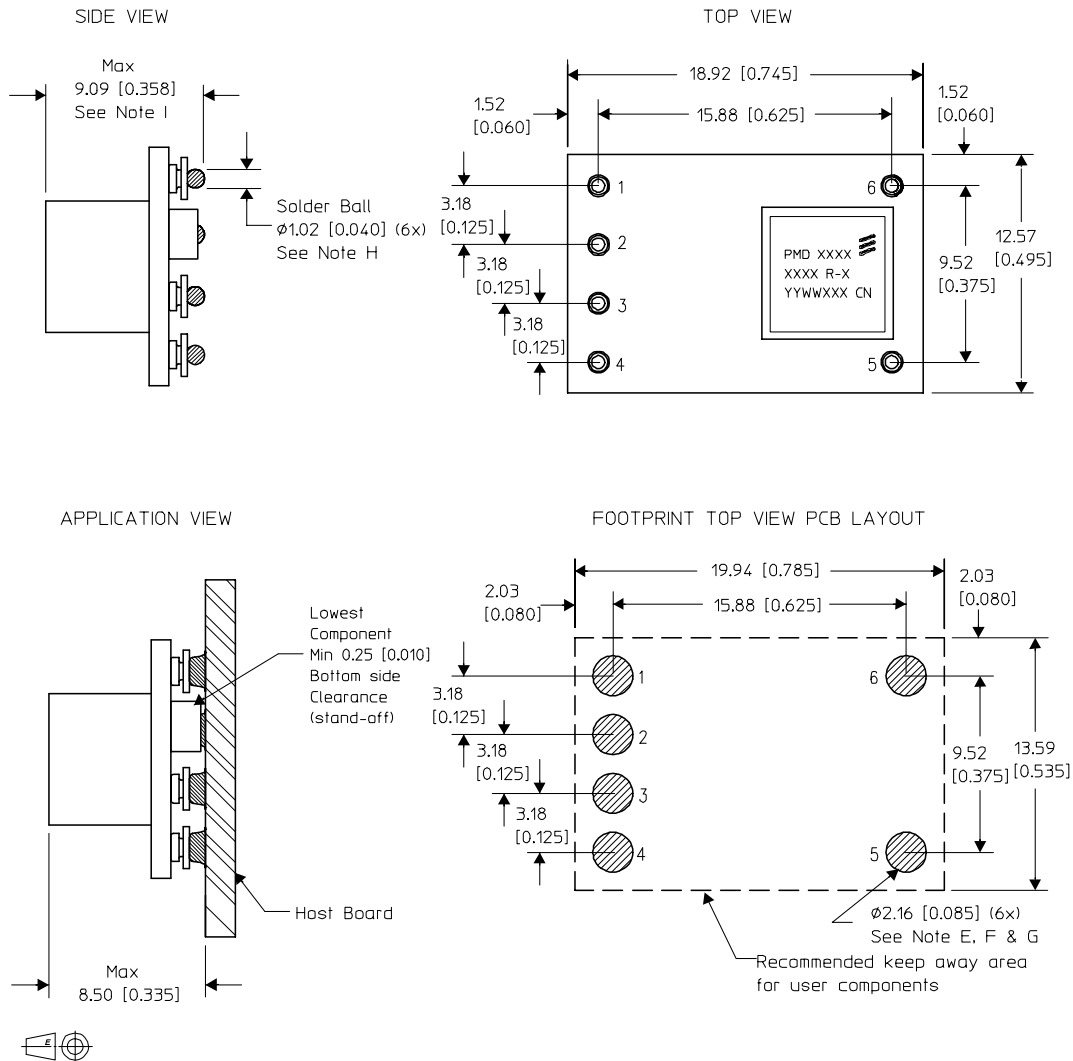 SIDE VIEW
Max
9.09 [0.358]
See Note I
Solder Ball
ø1.02 [0.040] (6x)
See Note H
TOP VIEW
18.92 [0.745]
1.52
[0.060]
15.88 [0.625]
1.52
[0.060]
1
2
3
4
5
6
3.18
[0.125]
3.18
[0.125]
3.18
[0.125]
PMD XXXX
XXXX R-X
YYWWXXX CN
9.52
[0.375]
12.57
[0.495]
APPLICATION VIEW
Lowest
Component
Min 0.25 [0.010]
Bottom side
Clearance
(stand-off)
Host Board
Max
8.50 [0.335]
E
FOOTPRINT TOP VIEW PCB LAYOUT
19.94 [0.785]
2.03
[0.080]
15.88 [0.625]
2.03
[0.080]
1
2
3
4
5
6
3.18
[0.125]
3.18
[0.125]
3.18
[0.125]
9.52
[0.375]
13.59
[0.535]
ø2.16 [0.085] (6x)
See Note E, F & G
Recommended keep away area
for user components